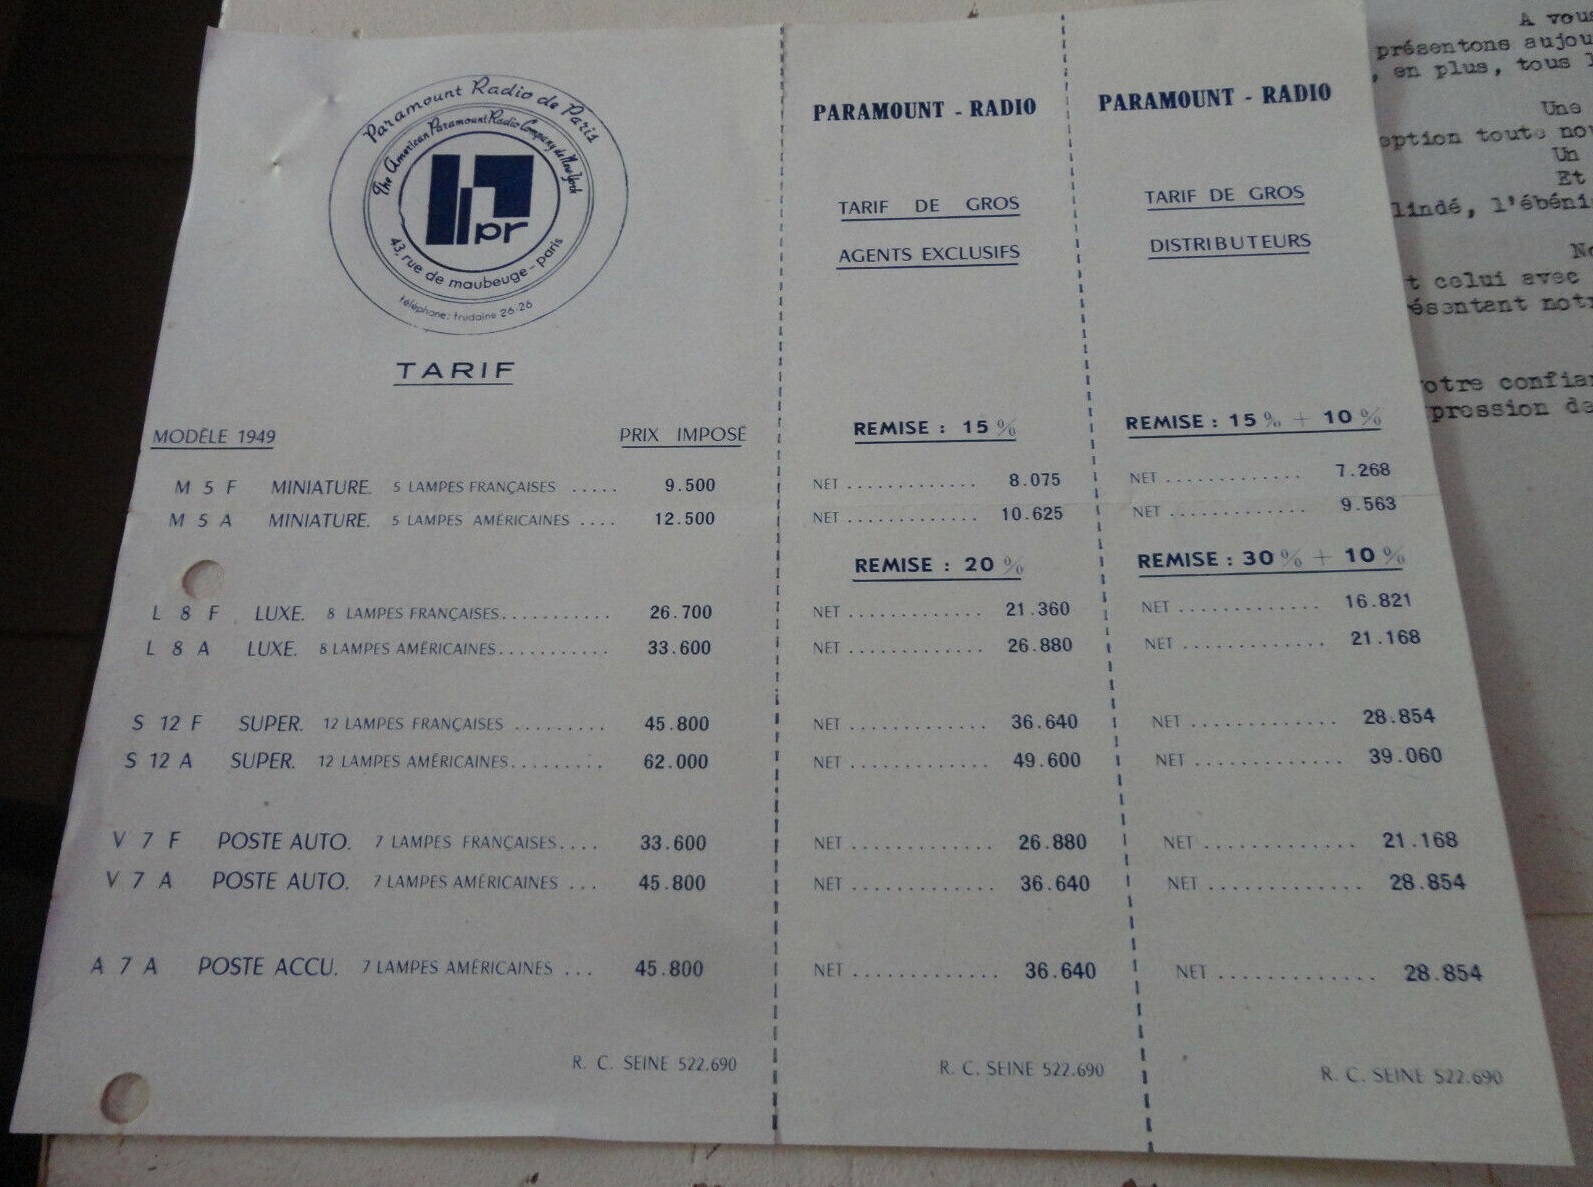 Paramount Radio de Paris
The American Paramount Radio Company de New York
pr
43, rue de maubeuge - paris
téléphone: trudaine 26.26
TARIF
MODÈLE 1949 PRIX IMPOSÉ
M 5 F MINIATURE. 5 LAMPES FRANÇAISES ..... 9.500
M 5 A MINIATURE. 5 LAMPES AMÉRICAINES .... 12.500
L 8 F LUXE. 8 LAMPES FRANÇAISES........... 26.700
L 8 A LUXE. 8 LAMPES AMÉRICAINES........... 33.600
S 12 F SUPER. 12 LAMPES FRANÇAISES ......... 45.800
S 12 A SUPER. 12 LAMPES AMÉRICAINES......... 62.000
V 7 F POSTE AUTO. 7 LAMPES FRANÇAISES.... 33.600
V 7 A POSTE AUTO. 7 LAMPES AMÉRICAINES ... 45.800
A 7 A POSTE ACCU. 7 LAMPES AMÉRICAINES ... 45.800
R. C. SEINE 522.690
PARAMOUNT - RADIO
TARIF DE GROS
AGENTS EXCLUSIFS
REMISE : 15 %
NET ............. 8.075
NET ............. 10.625
REMISE : 20 %
NET ............. 21.360
NET ............. 26.880
NET ............. 36.640
NET ............. 49.600
NET ............. 26.880
NET ............. 36.640
NET ............. 36.640
R. C. SEINE 522.690
PARAMOUNT - RADIO
TARIF DE GROS
DISTRIBUTEURS
REMISE : 15 % + 10 %
NET ............. 7.268
NET ............. 9.563
REMISE : 30 % + 10 %
NET ............. 16.821
NET ............. 21.168
NET ............. 28.854
NET ............. 39.060
NET ............. 21.168
NET ............. 28.854
NET ............. 28.854
R. C. SEINE 522.690
A vous
présentons aujou
, en plus, tous l
Une
eption toute nou
Un
Et
lindé, l'ébénis
No
t celui avec
ésentant notr
otre confian
pression de